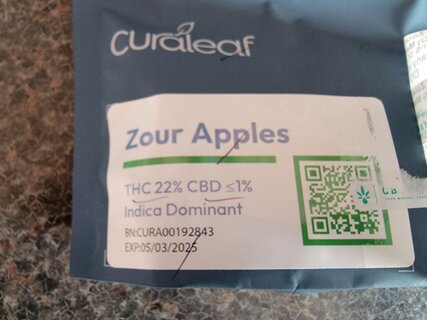 Curaleaf
Zour Apples
THC 22% CBD ≤1%
Indica Dominant
BN:CURA00192843
EXP:05/03/2025